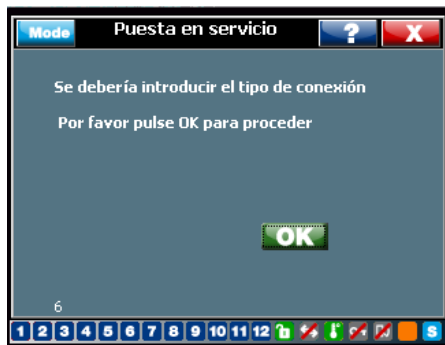 Mode Puesta en servicio ? X
Se debería introducir el tipo de conexión
Por favor pulse OK para proceder
OK
6
1 2 3 4 5 6 7 8 9 10 11 12 S